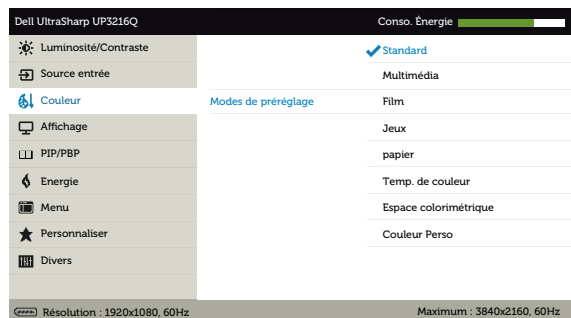 Dell UltraSharp UP3216Q Conso. Énergie
Luminosité/Contraste Standard
Source entrée Multimédia
Couleur Modes de préréglage Film
Affichage Jeux
PIP/PBP papier
Energie Temp. de couleur
Menu Espace colorimétrique
Personnaliser Couleur Perso
Divers
Résolution : 1920x1080, 60Hz Maximum : 3840x2160, 60Hz